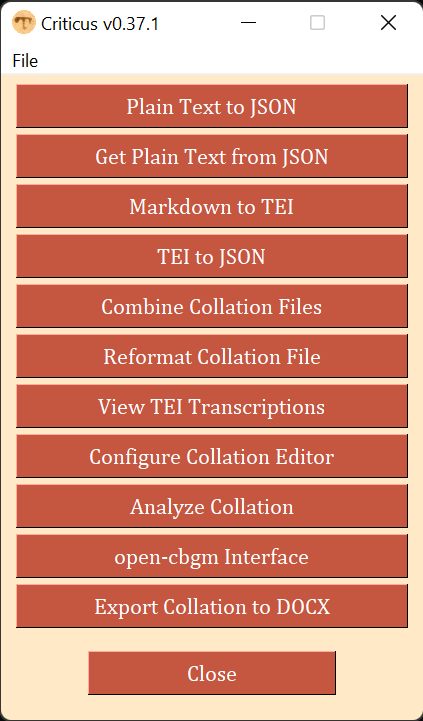 Criticus v0.37.1
File
Plain Text to JSON
Get Plain Text from JSON
Markdown to TEI
TEI to JSON
Combine Collation Files
Reformat Collation File
View TEI Transcriptions
Configure Collation Editor
Analyze Collation
open-cbgm Interface
Export Collation to DOCX
Close